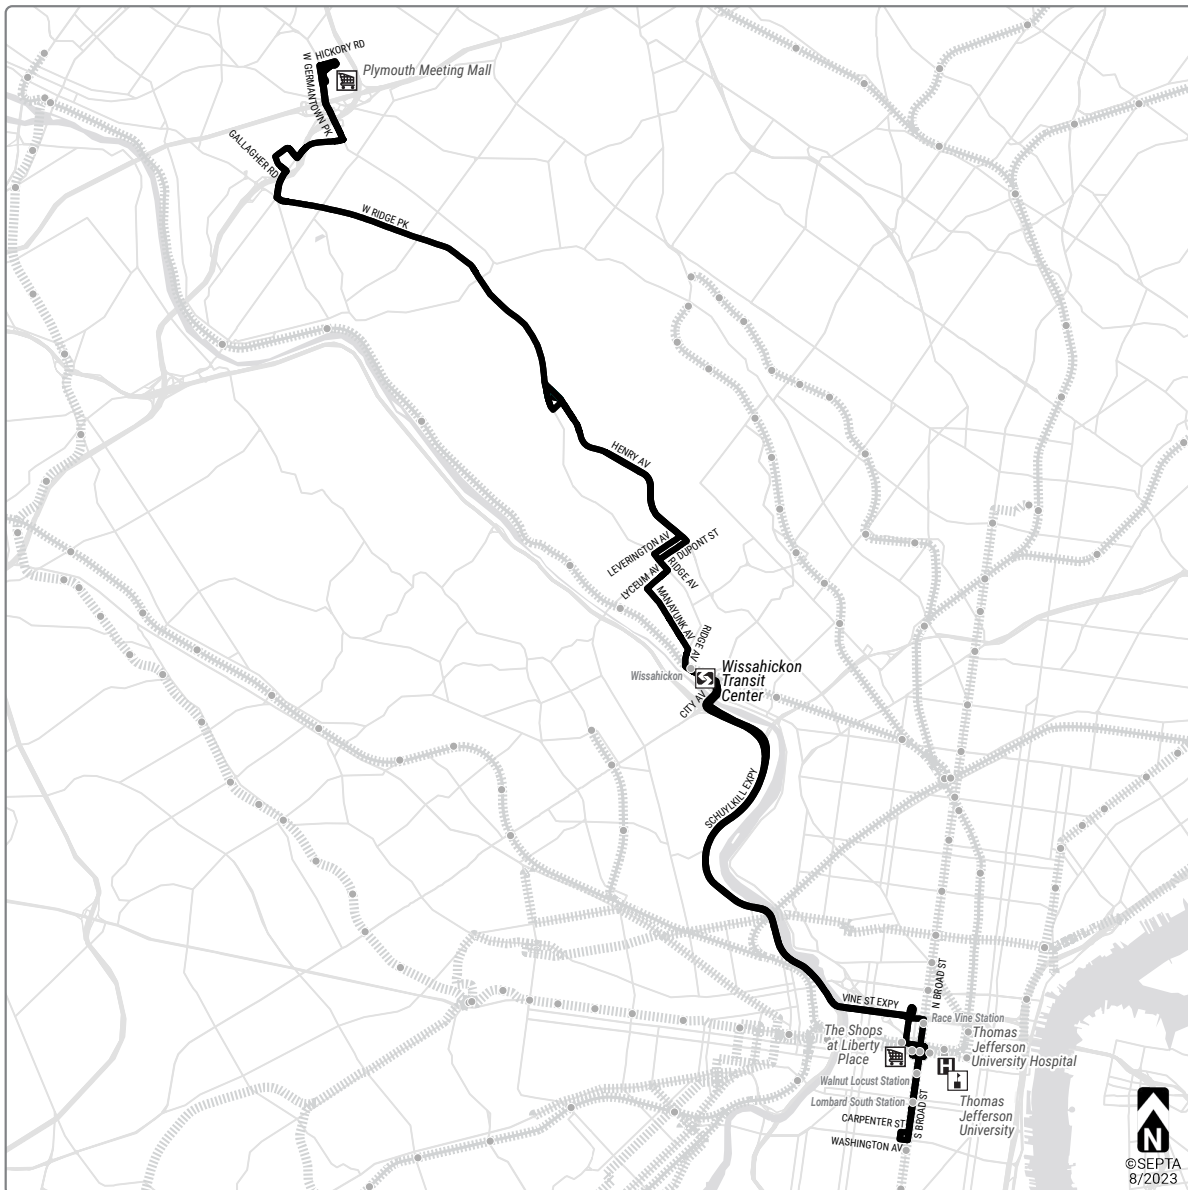 HICKORY RD
W GERMANTOWN PK
Plymouth Meeting Mall
GALLAGHER RD
W RIDGE PK
HENRY AV
LEVERINGTON AV
DUPONT ST
RIDGE AV
LYCEUM AV
MANAYUNK AV
RIDGE AV
Wissahickon
Wissahickon
Transit
Center
CITY AV
SCHUYLKILL EXPY
VINE ST EXPY
N BROAD ST
Race Vine Station
The Shops
at Liberty
Place
Thomas
Jefferson
University Hospital
H
Walnut Locust Station
Lombard South Station
Thomas
Jefferson
University
CARPENTER ST
S BROAD ST
WASHINGTON AV
N
©SEPTA
8/2023